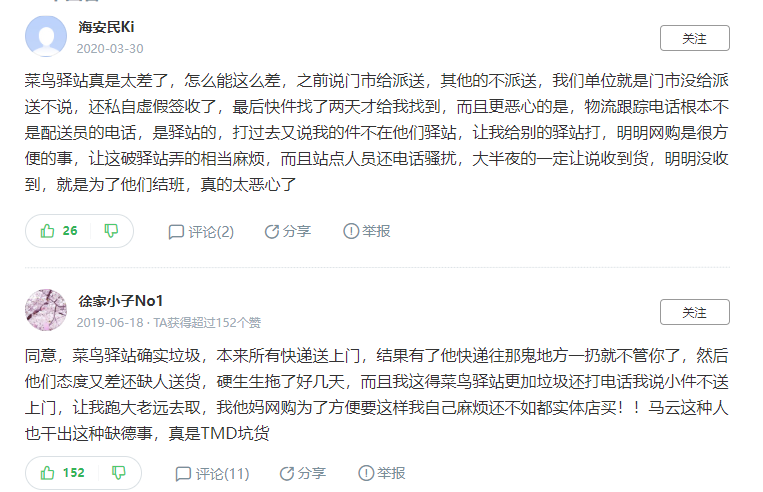 海安民Ki
关注
2020-03-30
菜鸟驿站真是太差了，怎么能这么差，之前说门市给派送，其他的不派送，我们单位就是门市没给派
送不说，还私自虚假签收了，最后快件找了两天才给我找到，而且更恶心的是，物流跟踪电话根本不
是配送员的电话，是驿站的，打过去又说我的件不在他们驿站，让我给别的驿站打，明明网购是很方
便的事，让这破驿站弄的相当麻烦，而且站点人员还电话骚扰，大半夜的一定让说收到货，明明没收
到，就是为了他们结班，真的太恶心了
26 评论(2) 分享 举报
徐家小子No1
关注
2019-06-18 · TA获得超过152个赞
同意，菜鸟驿站确实垃圾，本来所有快递送上门，结果有了他快递往那鬼地方一扔就不管你了，然后
他们态度又差还缺人送货，硬生生拖了好几天，而且我这得菜鸟驿站更加垃圾还打电话我说小件不送
上门，让我跑大老远去取，我他妈网购为了方便要这样我自己麻烦还不如都实体店买！！马云这种人
也干出这种缺德事，真是TMD坑货
152 评论(11) 分享 举报